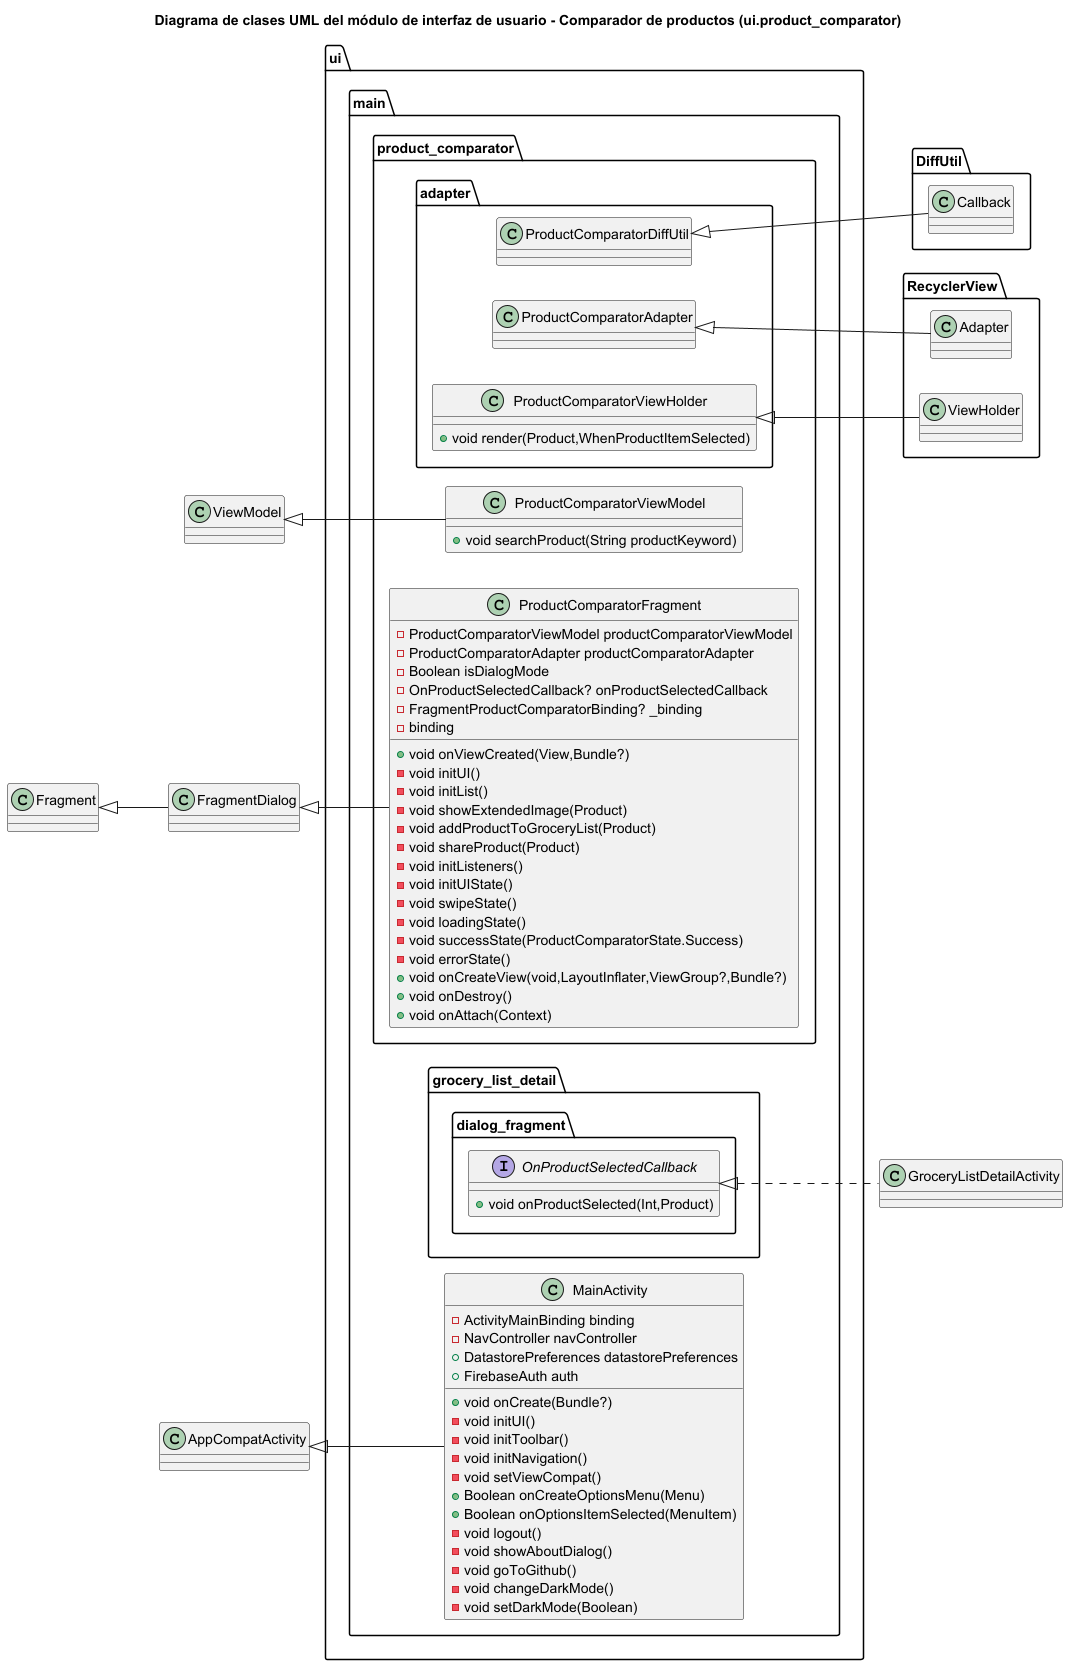 Diagrama de clases UML del módulo de interfaz de usuario - Comparador de productos (ui.product_comparator)
ui
main
product_comparator
adapter
C ProductComparatorDiffUtil
C ProductComparatorAdapter
C ProductComparatorViewHolder
void render(Product,WhenProductItemSelected)
DiffUtil
C Callback
RecyclerView
C Adapter
C ViewHolder
C ViewModel
C ProductComparatorViewModel
void searchProduct(String productKeyword)
C ProductComparatorFragment
ProductComparatorViewModel productComparatorViewModel
ProductComparatorAdapter productComparatorAdapter
Boolean isDialogMode
OnProductSelectedCallback? onProductSelectedCallback
FragmentProductComparatorBinding? _binding
binding
void onViewCreated(View,Bundle?)
void initUI()
void initList()
void showExtendedImage(Product)
void addProductToGroceryList(Product)
void shareProduct(Product)
void initListeners()
void initUIState()
void swipeState()
void loadingState()
void successState(ProductComparatorState.Success)
void errorState()
void onCreateView(void,LayoutInflater,ViewGroup?,Bundle?)
void onDestroy()
void onAttach(Context)
C Fragment
C FragmentDialog
grocery_list_detail
dialog_fragment
I OnProductSelectedCallback
void onProductSelected(Int,Product)
C GroceryListDetailActivity
C MainActivity
ActivityMainBinding binding
NavController navController
DatastorePreferences datastorePreferences
FirebaseAuth auth
void onCreate(Bundle?)
void initUI()
void initToolbar()
void initNavigation()
void setViewCompat()
Boolean onCreateOptionsMenu(Menu)
Boolean onOptionsItemSelected(MenuItem)
void logout()
void showAboutDialog()
void goToGithub()
void changeDarkMode()
void setDarkMode(Boolean)
C AppCompatActivity